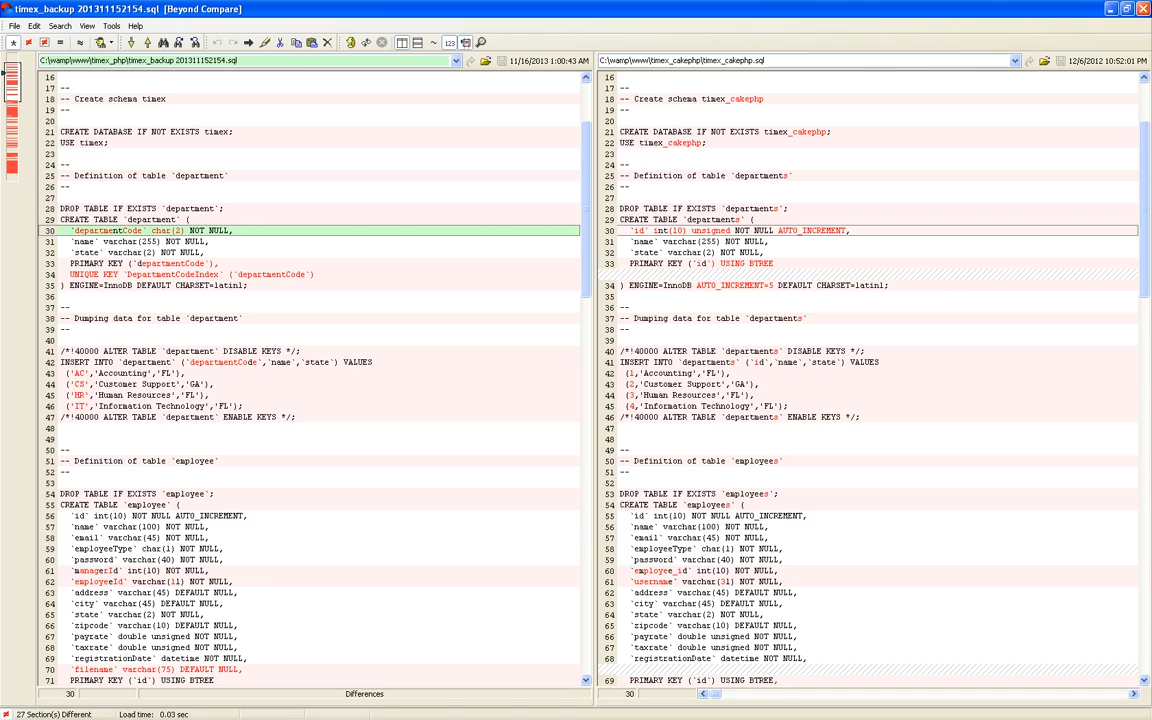 timex_backup 201311152154.sql [Beyond Compare]
File Edit Search View Tools Help
C:\wamp\www\timex_php\timex_backup 201311152154.sql
11/16/2013 1:00:43 AM
16
17 --
18 -- Create schema timex
19 --
20
21 CREATE DATABASE IF NOT EXISTS timex;
22 USE timex;
23
24 --
25 -- Definition of table `department`
26 --
27
28 DROP TABLE IF EXISTS `department`;
29 CREATE TABLE `department` (
30 `departmentCode` char(2) NOT NULL,
31 `name` varchar(255) NOT NULL,
32 `state` varchar(2) NOT NULL,
33 PRIMARY KEY (`departmentCode`),
34 UNIQUE KEY `DepartmentCodeIndex` (`departmentCode`)
35 ) ENGINE=InnoDB DEFAULT CHARSET=latin1;
36
37 --
38 -- Dumping data for table `department`
39 --
40
41 /*!40000 ALTER TABLE `department` DISABLE KEYS */;
42 INSERT INTO `department` (`departmentCode`,`name`,`state`) VALUES
43 ('AC','Accounting','FL'),
44 ('CS','Customer Support','GA'),
45 ('HR','Human Resources','FL'),
46 ('IT','Information Technology','FL');
47 /*!40000 ALTER TABLE `department` ENABLE KEYS */;
48
49
50 --
51 -- Definition of table `employee`
52 --
53
54 DROP TABLE IF EXISTS `employee`;
55 CREATE TABLE `employee` (
56 `id` int(10) NOT NULL AUTO_INCREMENT,
57 `name` varchar(100) NOT NULL,
58 `email` varchar(45) NOT NULL,
59 `employeeType` char(1) NOT NULL,
60 `password` varchar(40) NOT NULL,
61 `managerId` int(10) NOT NULL,
62 `employeeId` varchar(11) NOT NULL,
63 `address` varchar(45) DEFAULT NULL,
64 `city` varchar(45) DEFAULT NULL,
65 `state` varchar(2) NOT NULL,
66 `zipcode` varchar(10) DEFAULT NULL,
67 `payrate` double unsigned NOT NULL,
68 `taxrate` double unsigned NOT NULL,
69 `registrationDate` datetime NOT NULL,
70 `filename` varchar(75) DEFAULT NULL,
71 PRIMARY KEY (`id`) USING BTREE
C:\wamp\www\timex_cakephp\timex_cakephp.sql
12/6/2012 10:52:01 PM
16
17 --
18 -- Create schema timex_cakephp
19 --
20
21 CREATE DATABASE IF NOT EXISTS timex_cakephp;
22 USE timex_cakephp;
23
24 --
25 -- Definition of table `departments`
26 --
27
28 DROP TABLE IF EXISTS `departments`;
29 CREATE TABLE `departments` (
30 `id` int(10) unsigned NOT NULL AUTO_INCREMENT,
31 `name` varchar(255) NOT NULL,
32 `state` varchar(2) NOT NULL,
33 PRIMARY KEY (`id`) USING BTREE
34 ) ENGINE=InnoDB AUTO_INCREMENT=5 DEFAULT CHARSET=latin1;
35
36 --
37 -- Dumping data for table `departments`
38 --
39
40 /*!40000 ALTER TABLE `departments` DISABLE KEYS */;
41 INSERT INTO `departments` (`id`,`name`,`state`) VALUES
42 (1,'Accounting','FL'),
43 (2,'Customer Support','GA'),
44 (3,'Human Resources','FL'),
45 (4,'Information Technology','FL');
46 /*!40000 ALTER TABLE `departments` ENABLE KEYS */;
47
48
49 --
50 -- Definition of table `employees`
51 --
52
53 DROP TABLE IF EXISTS `employees`;
54 CREATE TABLE `employees` (
55 `id` int(10) NOT NULL AUTO_INCREMENT,
56 `name` varchar(100) NOT NULL,
57 `email` varchar(45) NOT NULL,
58 `employeeType` char(1) NOT NULL,
59 `password` varchar(40) NOT NULL,
60 `employee_id` int(10) NOT NULL,
61 `username` varchar(31) NOT NULL,
62 `address` varchar(45) DEFAULT NULL,
63 `city` varchar(45) DEFAULT NULL,
64 `state` varchar(2) NOT NULL,
65 `zipcode` varchar(10) DEFAULT NULL,
66 `payrate` double unsigned NOT NULL,
67 `taxrate` double unsigned NOT NULL,
68 `registrationDate` datetime NOT NULL,
69 PRIMARY KEY (`id`) USING BTREE,
30 Differences 30
27 Section(s) Different Load time: 0.03 sec